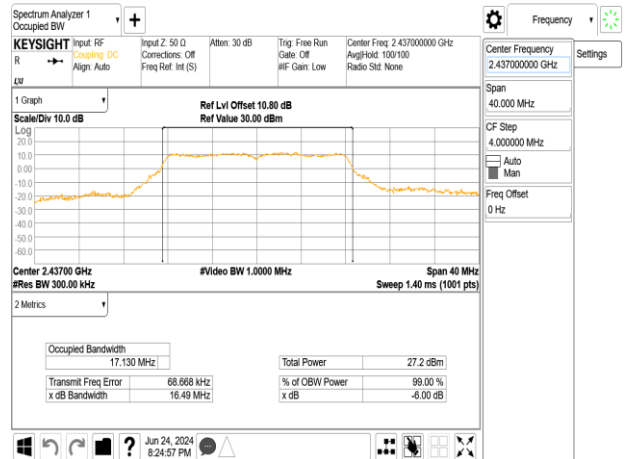 Spectrum Analyzer 1
Occupied BW
KEYSIGHT
R
LXI
Input: RF
Coupling: DC
Align: Auto
Input Z: 50 Ω
Corrections: Off
Freq Ref: Int (S)
Atten: 30 dB
Trig: Free Run
Gate: Off
#IF Gain: Low
Center Freq: 2.437000000 GHz
Avg|Hold: 100/100
Radio Std: None
1 Graph
Scale/Div 10.0 dB
Ref Lvl Offset 10.80 dB
Ref Value 30.00 dBm
Log
20.0
10.0
0.00
-10.0
-20.0
-30.0
-40.0
-50.0
-60.0
Center 2.43700 GHz
#Res BW 300.00 kHz
#Video BW 1.0000 MHz
Span 40 MHz
Sweep 1.40 ms (1001 pts)
2 Metrics
Occupied Bandwidth
17.130 MHz
Transmit Freq Error 68.668 kHz
x dB Bandwidth 16.49 MHz
Total Power 27.2 dBm
% of OBW Power 99.00 %
x dB -6.00 dB
?
Jun 24, 2024
8:24:57 PM
Frequency
Settings
Center Frequency
2.437000000 GHz
Span
40.000 MHz
CF Step
4.000000 MHz
Auto
Man
Freq Offset
0 Hz